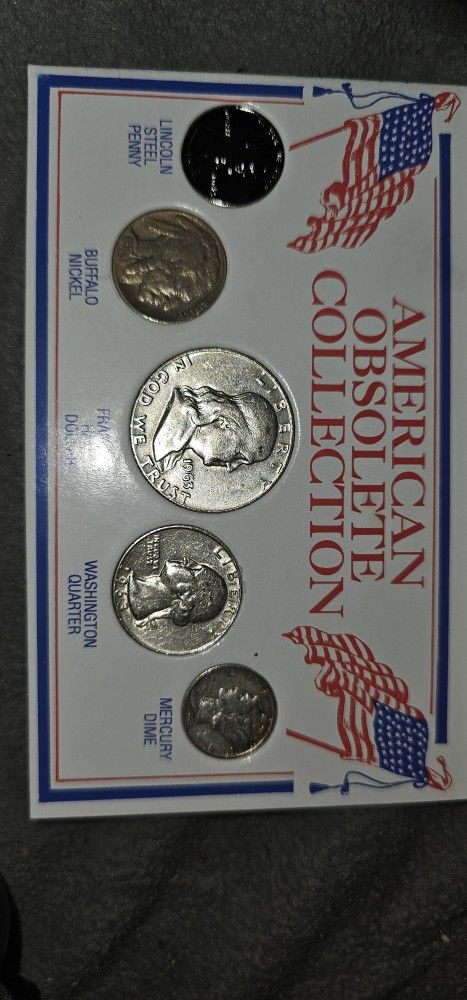 AMERICAN
OBSOLETE
COLLECTION
LINCOLN
STEEL
PENNY
BUFFALO
NICKEL
LIBERTY
IN GOD WE TRUST
1963
WASHINGTON
QUARTER
LIBERTY
MERCURY
DIME